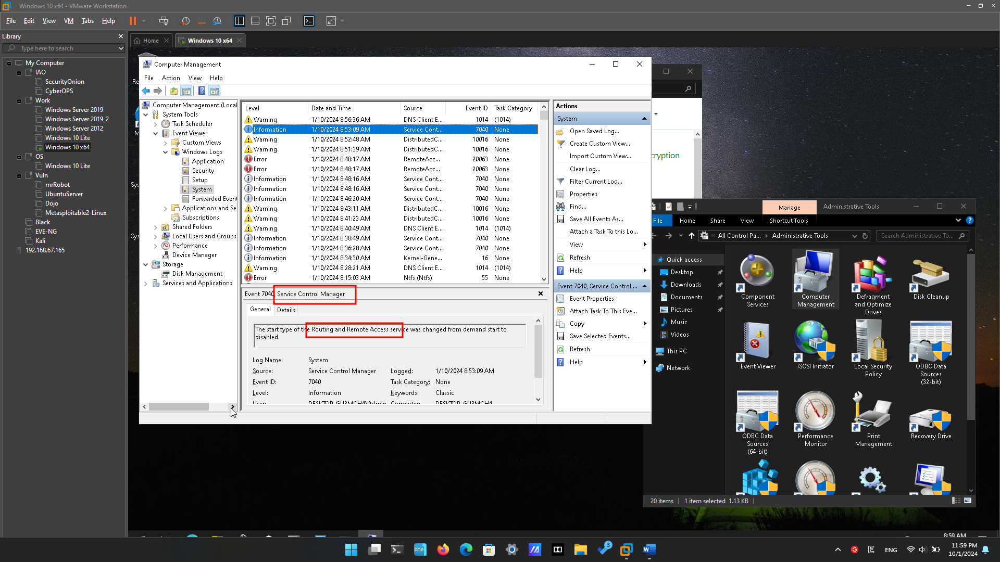 Windows 10 x64 - VMware Workstation
File Edit View VM Tabs Help
Library
Type here to search
My Computer
IAO
SecurityOnion
CyberOPS
Work
Windows Server 2019
Windows Server 2019_2
Windows Server 2012
Windows 10 Lite
Windows 10 x64
OS
Windows 10 Lite
Vuln
mrRobot
UbuntuServer
Dojo
Metasploitable2-Linux
Black
EVE-NG
Kali
192.168.67.165
Home
Windows 10 x64
Computer Management
File Action View Help
Computer Management (Local
System Tools
Task Scheduler
Event Viewer
Custom Views
Windows Logs
Application
Security
Setup
System
Forwarded Event
Applications and Se
Subscriptions
Shared Folders
Local Users and Groups
Performance
Device Manager
Storage
Disk Management
Services and Applications
Level Date and Time Source Event ID Task Category
Warning 1/10/2024 8:56:36 AM DNS Client E... 1014 (1014)
Information 1/10/2024 8:53:09 AM Service Cont... 7040 None
Warning 1/10/2024 8:52:48 AM DistributedC... 10016 None
Warning 1/10/2024 8:51:39 AM DistributedC... 10016 None
Error 1/10/2024 8:48:17 AM RemoteAcc... 20063 None
Error 1/10/2024 8:48:17 AM RemoteAcc... 20063 None
Information 1/10/2024 8:48:16 AM Service Cont... 7040 None
Information 1/10/2024 8:48:16 AM Service Cont... 7040 None
Information 1/10/2024 8:46:20 AM Service Cont... 7040 None
Warning 1/10/2024 8:43:11 AM DistributedC... 10016 None
Warning 1/10/2024 8:41:23 AM DistributedC... 10016 None
Warning 1/10/2024 8:40:49 AM DNS Client E... 1014 (1014)
Information 1/10/2024 8:38:49 AM Service Cont... 7040 None
Information 1/10/2024 8:36:28 AM Service Cont... 7040 None
Information 1/10/2024 8:34:30 AM Kernel-Gene... 16 None
Warning 1/10/2024 8:28:21 AM DNS Client E... 1014 (1014)
Error 1/10/2024 8:15:03 AM Ntfs (Ntfs) 55 None
Event 7040, Service Control Manager
General Details
The start type of the Routing and Remote Access service was changed from demand start to
disabled.
Log Name: System
Source: Service Control Manager Logged: 1/10/2024 8:53:09 AM
Event ID: 7040 Task Category: None
Level: Information Keywords: Classic
User: DESKTOP-GU3MCH4\Admin Computer: DESKTOP-GU3MCH4
Actions
System
Open Saved Log...
Create Custom View...
Import Custom View...
Clear Log...
Filter Current Log...
Properties
Find...
Save All Events As...
Attach a Task To this Lo...
View
Refresh
Help
Event 7040, Service Control ...
Event Properties
Attach Task To This Eve...
Copy
Save Selected Events...
Refresh
Help
cryption
Manage Administrative Tools
File Home Share View Shortcut Tools
All Control Pa... Administrative Tools
Search Administrative To...
Quick access
Desktop
Downloads
Documents
Pictures
Music
Videos
This PC
Network
Component
Services
Computer
Management
Defragment
and Optimize
Drives
Disk Cleanup
Event Viewer
iSCSI Initiator
Local Security
Policy
ODBC Data
Sources
(32-bit)
ODBC Data
Sources
(64-bit)
Performance
Monitor
Print
Management
Recovery Drive
20 items 1 item selected 1.13 KB
8:59 AM
one
3
ENG
11:59 PM
10/1/2024